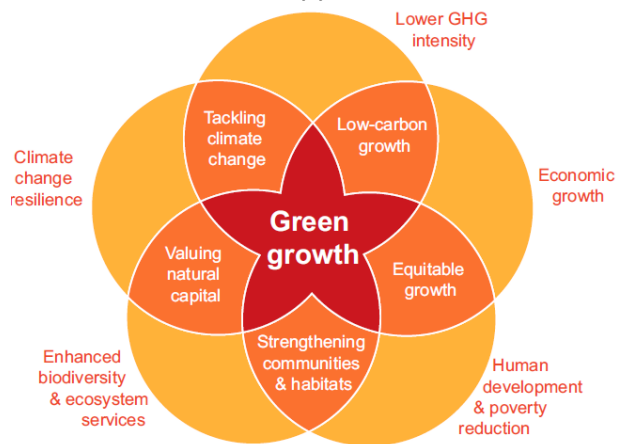 Lower GHG
intensity
Tackling
climate
change
Low-carbon
growth
Climate
change
resilience
Economic
growth
Green
growth
Valuing
natural
capital
Equitable
growth
Strengthening
communities
& habitats
Enhanced
biodiversity
& ecosystem
services
Human
development
& poverty
reduction